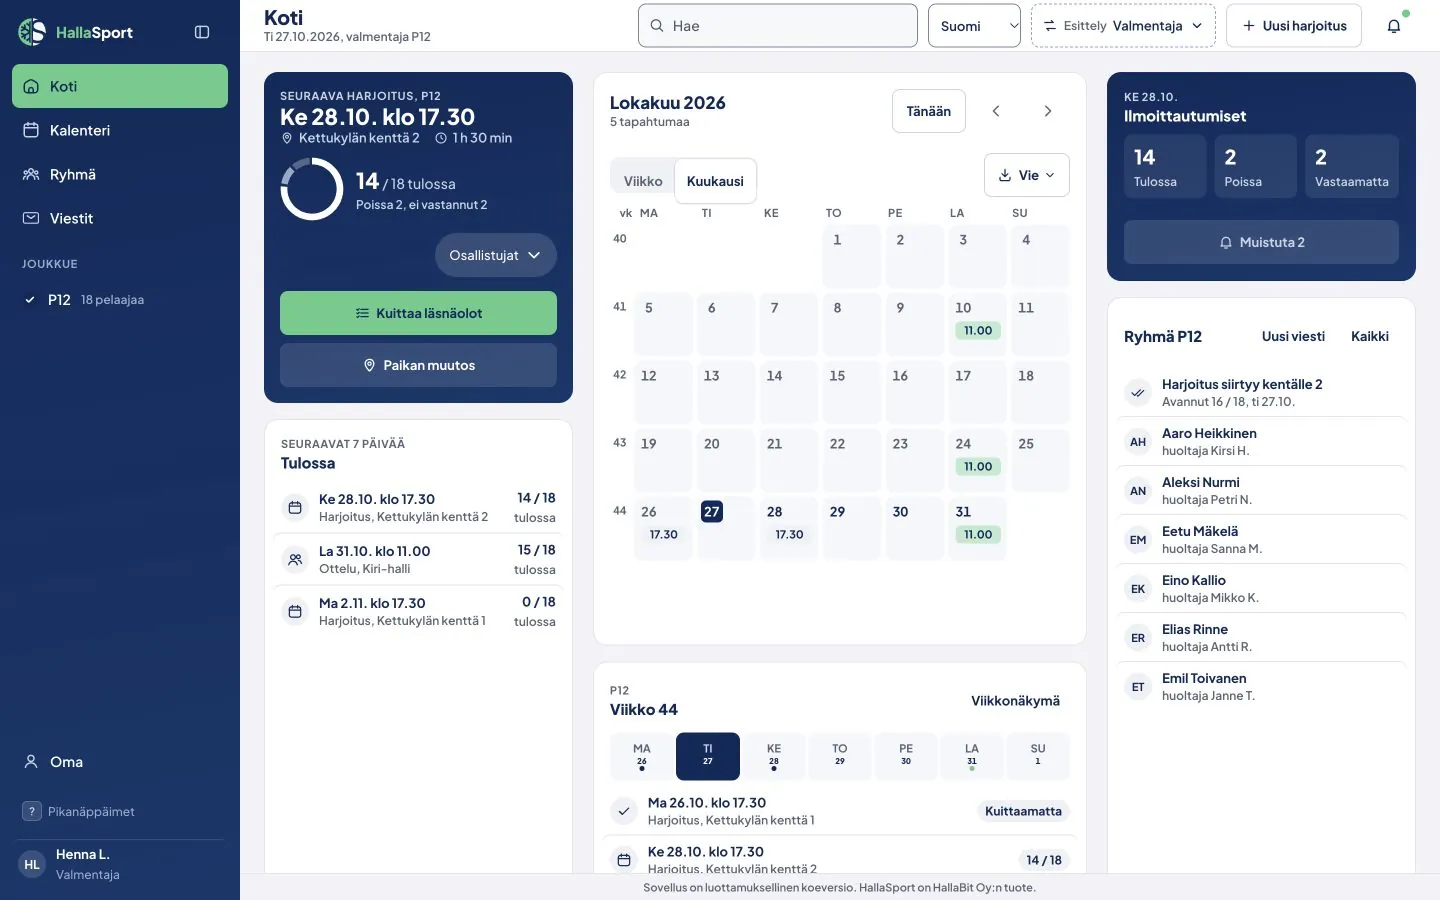 HallaSport
Koti
Kalenteri
Ryhmä
Viestit
JOUKKUE
P12 18 pelaajaa
Oma
? Pikanäppäimet
HL Henna L.
Valmentaja
Koti
Ti 27.10.2026, valmentaja P12
Hae
Suomi
Esittely Valmentaja
Uusi harjoitus
SEURAAVA HARJOITUS, P12
Ke 28.10. klo 17.30
Kettukylän kenttä 2 1 h 30 min
14 / 18 tulossa
Poissa 2, ei vastannut 2
Osallistujat
Kuittaa läsnäolot
Paikan muutos
SEURAAVAT 7 PÄIVÄÄ
Tulossa
Ke 28.10. klo 17.30 14 / 18
Harjoitus, Kettukylän kenttä 2 tulossa
La 31.10. klo 11.00 15 / 18
Ottelu, Kiri-halli tulossa
Ma 2.11. klo 17.30 0 / 18
Harjoitus, Kettukylän kenttä 1 tulossa
Lokakuu 2026
5 tapahtumaa
Tänään
Viikko Kuukausi
Vie
vk MA TI KE TO PE LA SU
40 1 2 3 4
41 5 6 7 8 9 10 11
11.00
42 12 13 14 15 16 17 18
43 19 20 21 22 23 24 25
11.00
44 26 27 28 29 30 31
17.30 17.30 11.00
P12
Viikko 44
Viikkonäkymä
MA TI KE TO PE LA SU
26 27 28 29 30 31 1
Ma 26.10. klo 17.30
Harjoitus, Kettukylän kenttä 1
Kuittaamatta
Ke 28.10. klo 17.30
Harjoitus, Kettukylän kenttä 2
14 / 18
KE 28.10.
Ilmoittautumiset
14 2 2
Tulossa Poissa Vastaamatta
Muistuta 2
Ryhmä P12 Uusi viesti Kaikki
Harjoitus siirtyy kentälle 2
Avannut 16 / 18, ti 27.10.
AH Aaro Heikkinen
huoltaja Kirsi H.
AN Aleksi Nurmi
huoltaja Petri N.
EM Eetu Mäkelä
huoltaja Sanna M.
EK Eino Kallio
huoltaja Mikko K.
ER Elias Rinne
huoltaja Antti R.
ET Emil Toivanen
huoltaja Janne T.
Sovellus on luottamuksellinen koeversio. HallaSport on HallaBit Oy:n tuote.